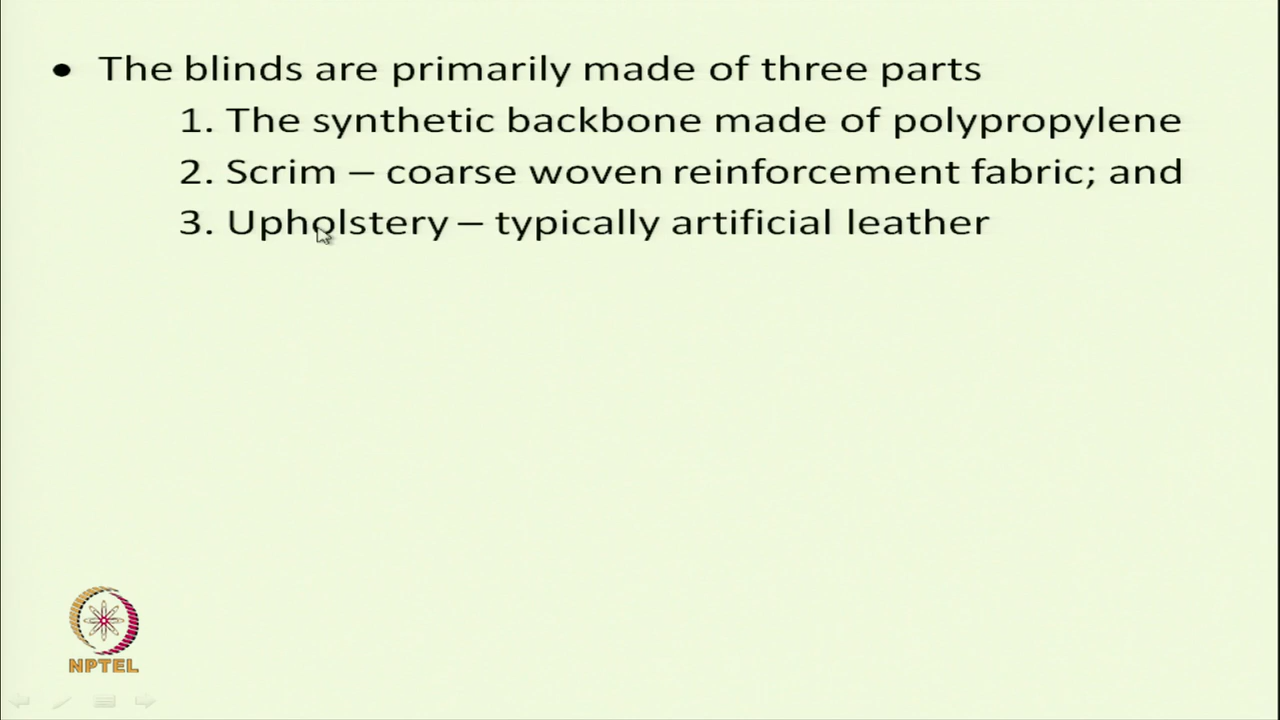 • The blinds are primarily made of three parts
1. The synthetic backbone made of polypropylene
2. Scrim – coarse woven reinforcement fabric; and
3. Upholstery – typically artificial leather
NPTEL